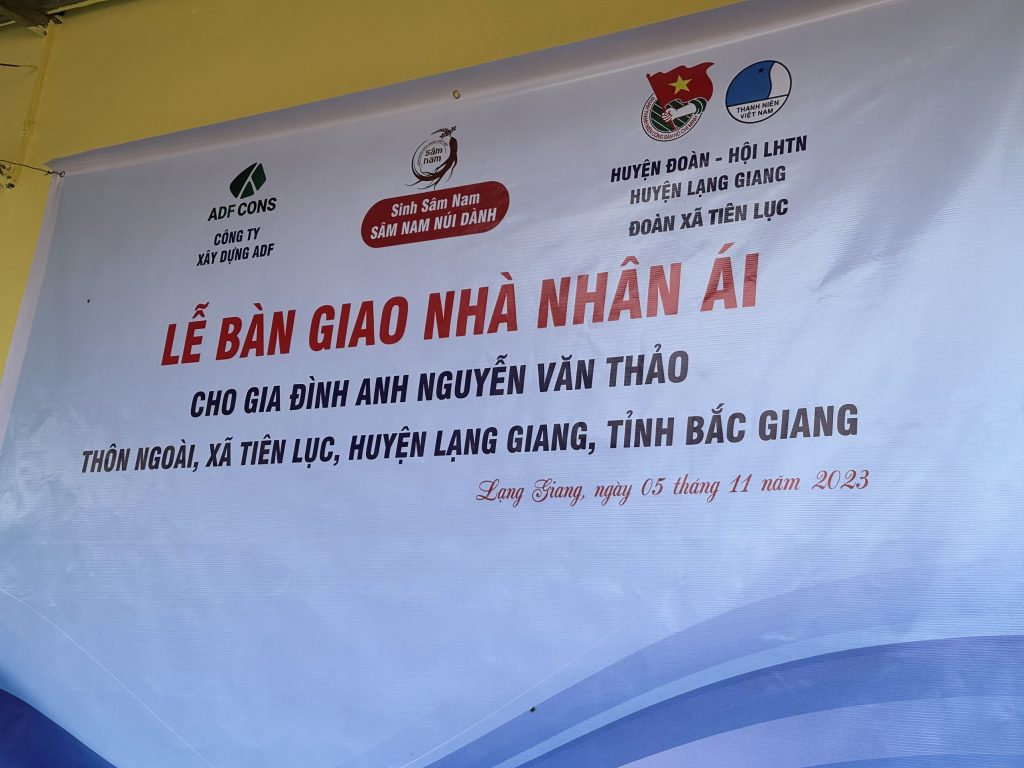 ADF CONS
CÔNG TY
XÂY DỰNG ADF
sâm
nam
Sinh Sâm Nam
SÂM NAM NÚI DÀNH
THANH NIÊN
VIỆT NAM
HUYỆN ĐOÀN - HỘI LHTN
HUYỆN LẠNG GIANG
ĐOÀN XÃ TIÊN LỤC
LỄ BÀN GIAO NHÀ NHÂN ÁI
CHO GIA ĐÌNH ANH NGUYỄN VĂN THẢO
THÔN NGOÀI, XÃ TIÊN LỤC, HUYỆN LẠNG GIANG, TỈNH BẮC GIANG
Lạng Giang, ngày 05 tháng 11 năm 2023